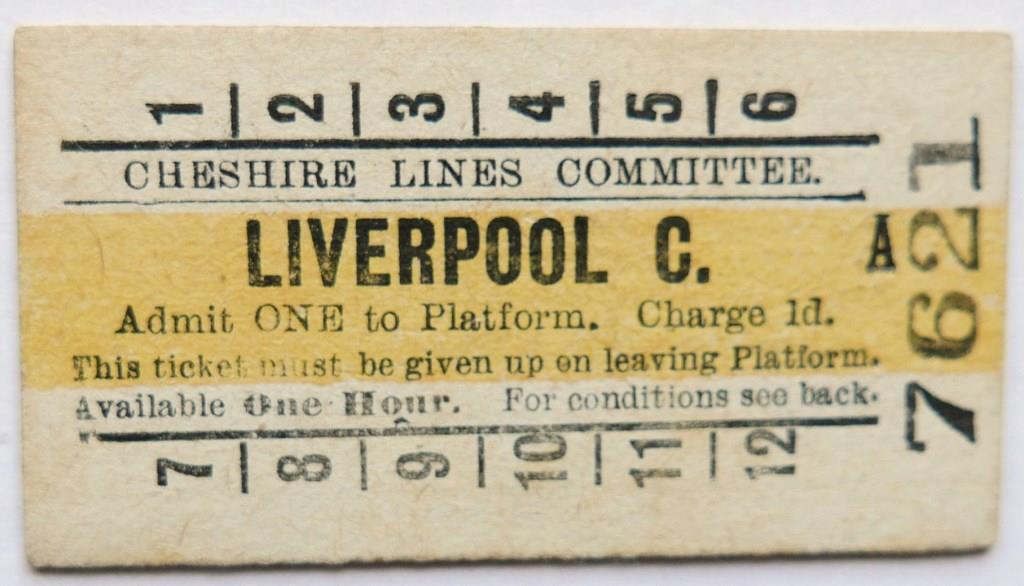 1 | 2 | 3 | 4 | 5 | 6
CHESHIRE LINES COMMITTEE.
LIVERPOOL C.
A
Admit ONE to Platform. Charge 1d.
This ticket must be given up on leaving Platform.
Available One Hour. For conditions see back.
7 | 8 | 9 | 10 | 11 | 12
7621